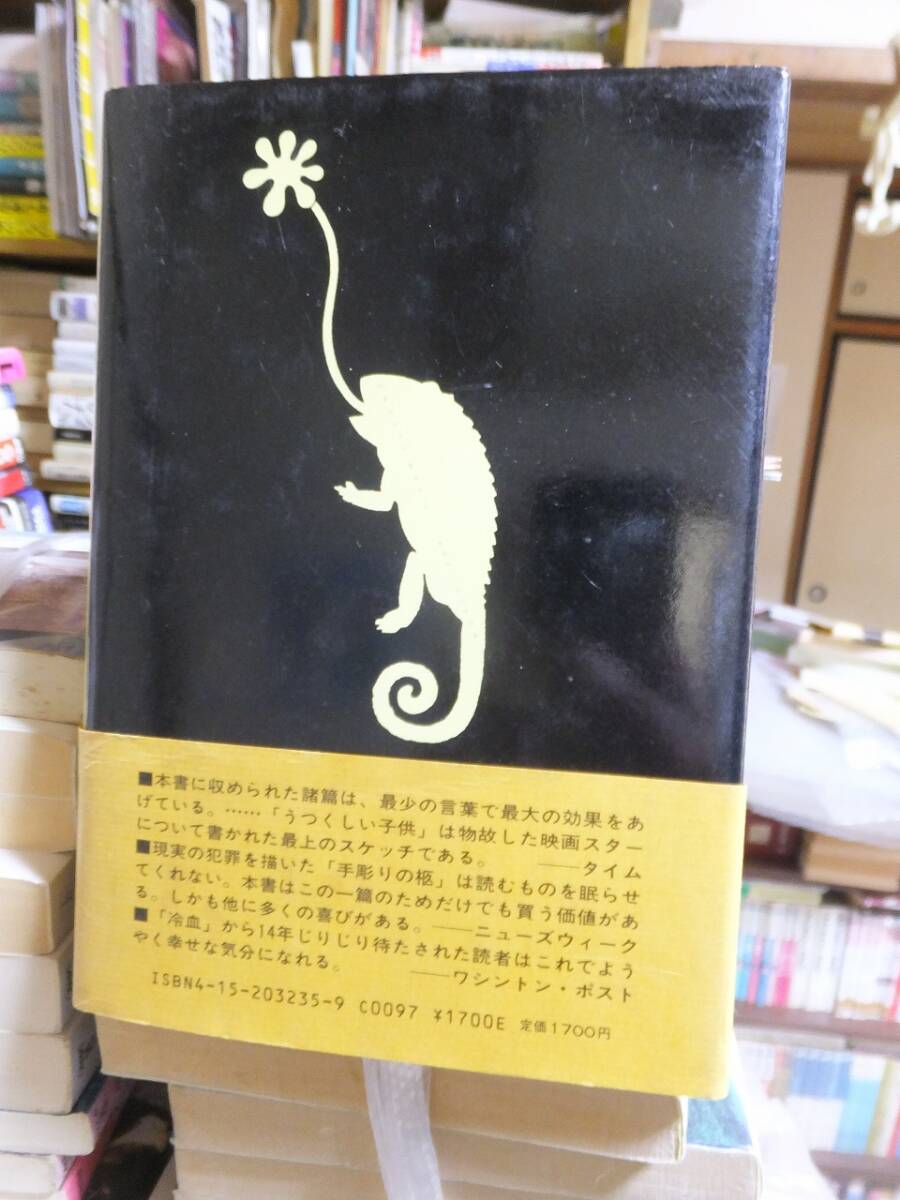 ■本書に収められた諸篇は、最少の言葉で最大の効果をあ
げている。……「うつくしい子供」は物故した映画スター
について書かれた最上のスケッチである。 ──タイム
■現実の犯罪を描いた「手彫りの柩」は読むものを眠らせ
てくれない。本書はこの一篇のためだけでも買う価値があ
る。しかも他に多くの喜びがある。──ニューズウィーク
■「冷血」から14年じりじり待たされた読者はこれでよう
やく幸せな気分になれる。 ──ワシントン・ポスト
ISBN4-15-203235-9 C0097 ¥1700E 定価1700円